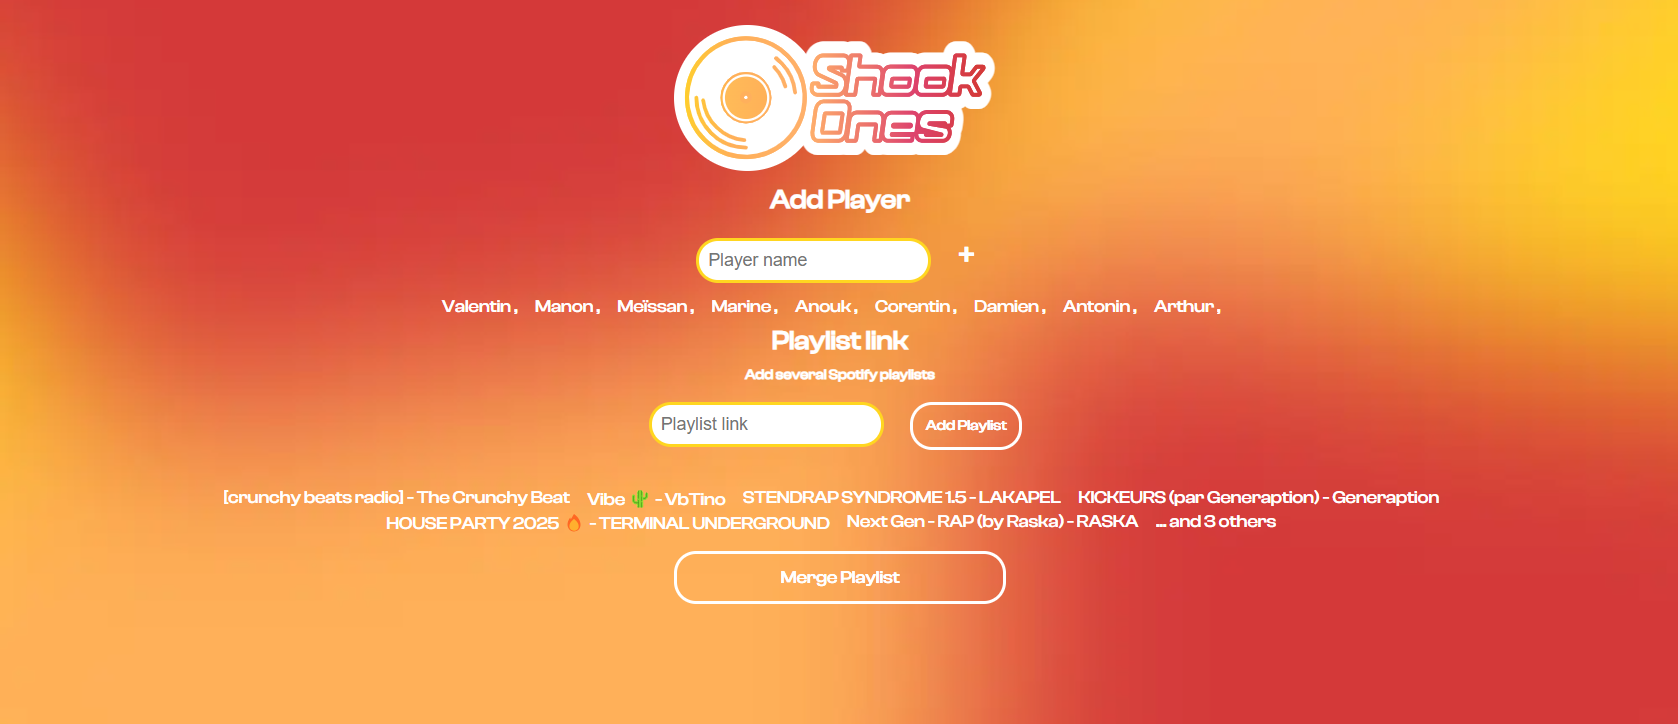 Shook
Ones
Add Player
Player name
+
Valentin , Manon , Meïssan , Marine , Anouk , Corentin , Damien , Antonin , Arthur ,
Playlist link
Add several Spotify playlists
Playlist link
Add Playlist
[crunchy beats radio] - The Crunchy Beat Vibe 🌵 - VbTino STENDRAP SYNDROME 1.5 - LAKAPEL KICKEURS (par Generaption) - Generaption
HOUSE PARTY 2025 🔥 - TERMINAL UNDERGROUND Next Gen - RAP (by Raska) - RASKA ... and 3 others
Merge Playlist